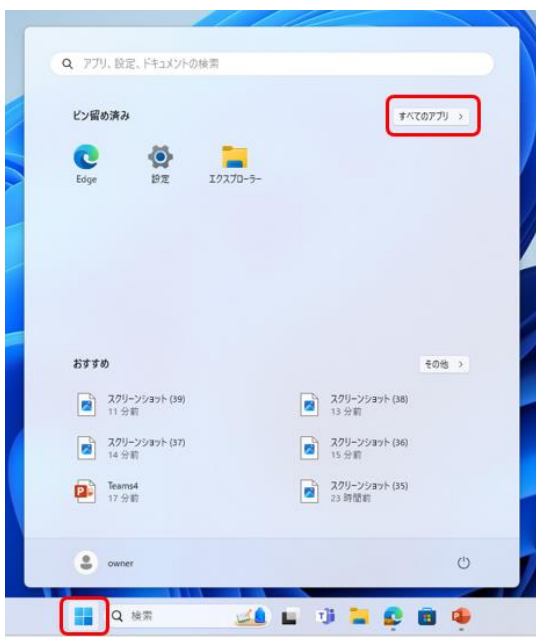 アプリ、設定、ドキュメントの検索
ピン留め済み
すべてのアプリ
Edge
設定
エクスプローラー
おすすめ
その他
スクリーンショット (39)
11 分前
スクリーンショット (38)
13 分前
スクリーンショット (37)
14 分前
スクリーンショット (36)
15 分前
Teams4
17 分前
スクリーンショット (35)
23 時間前
owner
検索